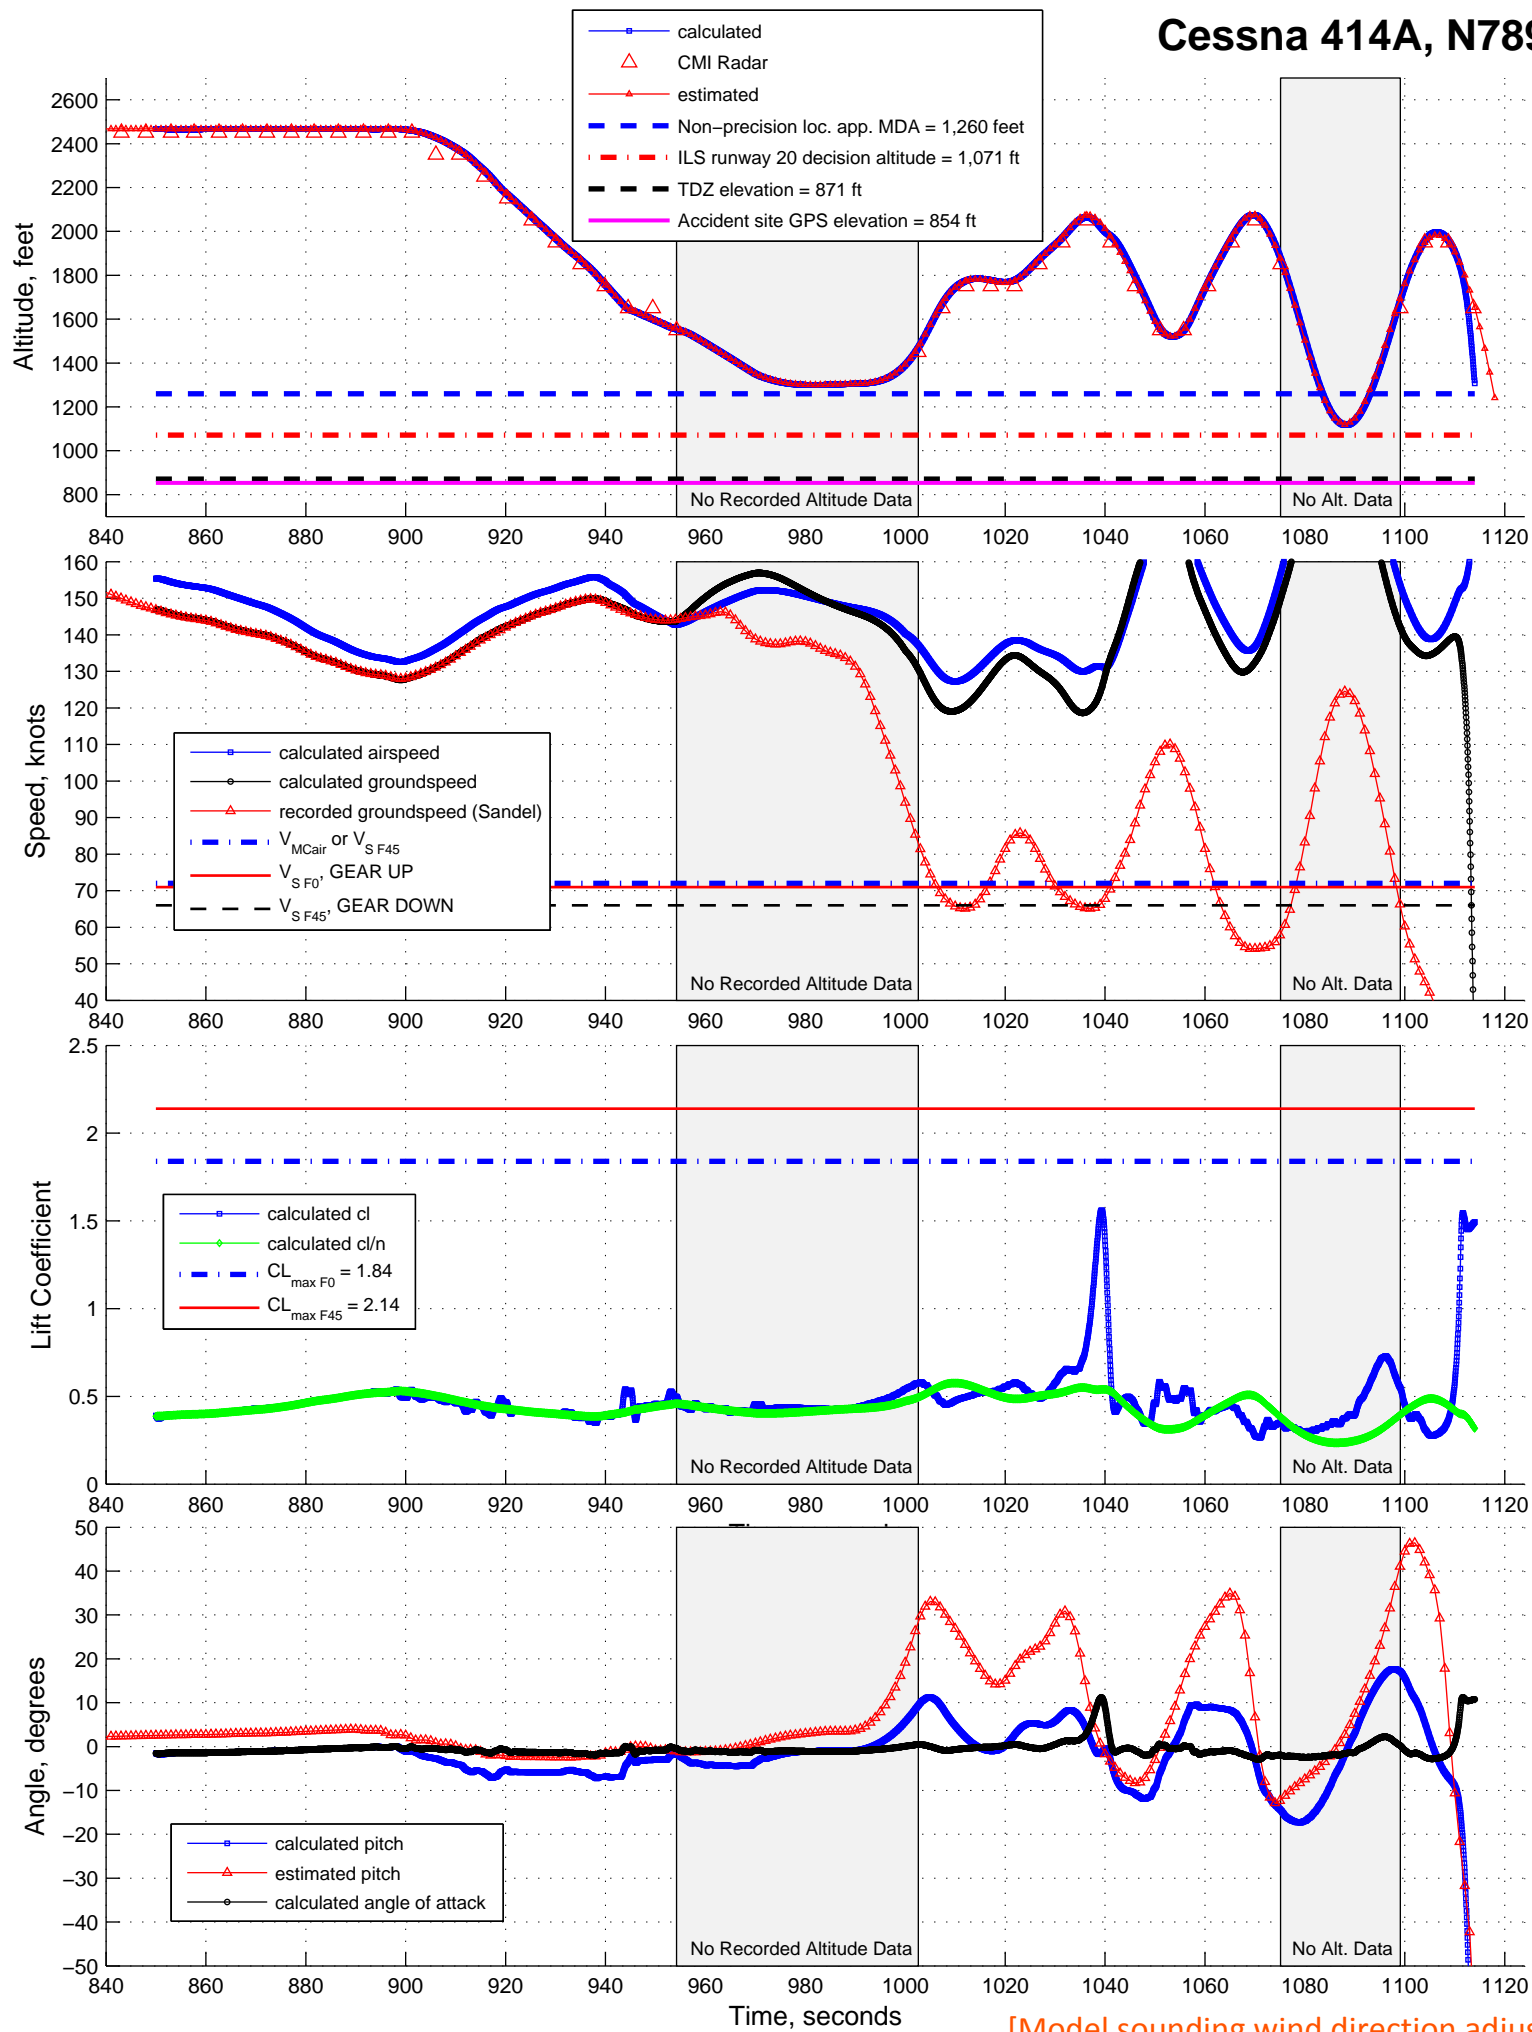 Cessna 414A, N789
calculated
CMI Radar
estimated
Non−precision loc. app. MDA = 1,260 feet
ILS runway 20 decision altitude = 1,071 ft
TDZ elevation = 871 ft
Accident site GPS elevation = 854 ft
Altitude, feet
2600
2400
2200
2000
1800
1600
1400
1200
1000
800
No Recorded Altitude Data
No Alt. Data
840 860 880 900 920 940 960 980 1000 1020 1040 1060 1080 1100 1120
Speed, knots
160
150
140
130
120
110
100
90
80
70
60
50
40
calculated airspeed
calculated groundspeed
recorded groundspeed (Sandel)
VMCair or VS F45
VS F0, GEAR UP
VS F45, GEAR DOWN
No Recorded Altitude Data
No Alt. Data
840 860 880 900 920 940 960 980 1000 1020 1040 1060 1080 1100 1120
Lift Coefficient
2.5
2
1.5
1
0.5
0
calculated cl
calculated cl/n
CLmax F0 = 1.84
CLmax F45 = 2.14
No Recorded Altitude Data
No Alt. Data
840 860 880 900 920 940 960 980 1000 1020 1040 1060 1080 1100 1120
Angle, degrees
50
40
30
20
10
0
−10
−20
−30
−40
−50
calculated pitch
estimated pitch
calculated angle of attack
No Recorded Altitude Data
No Alt. Data
840 860 880 900 920 940 960 980 1000 1020 1040 1060 1080 1100 1120
Time, seconds
[Model sounding wind direction adjus